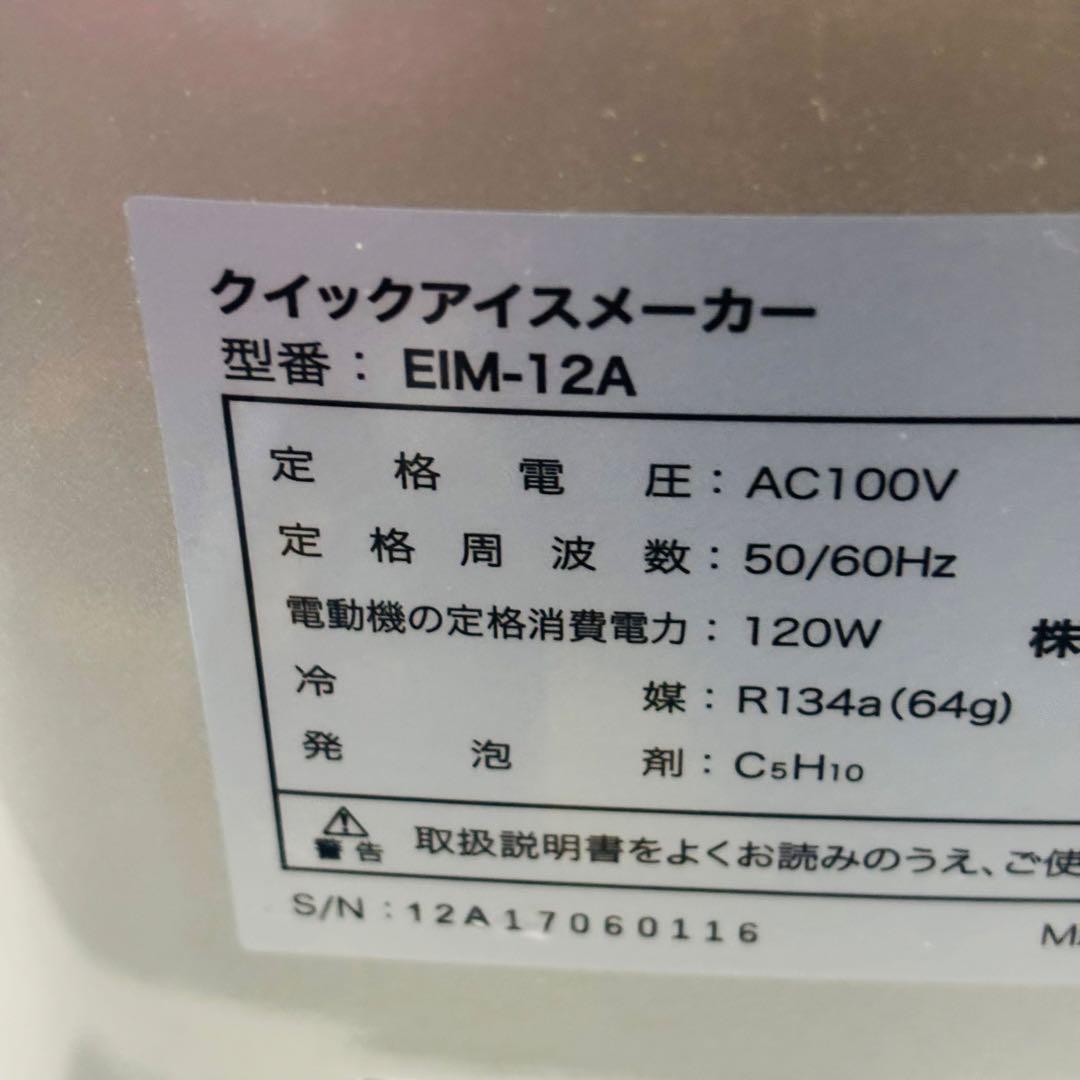 クイックアイスメーカー
型番：EIM-12A
定格電圧：AC100V
定格周波数：50/60Hz
電動機の定格消費電力：120W
株
冷媒：R134a(64g)
発泡剤：C5H10
警告 取扱説明書をよくお読みのうえ、ご使
S/N：12A17060116